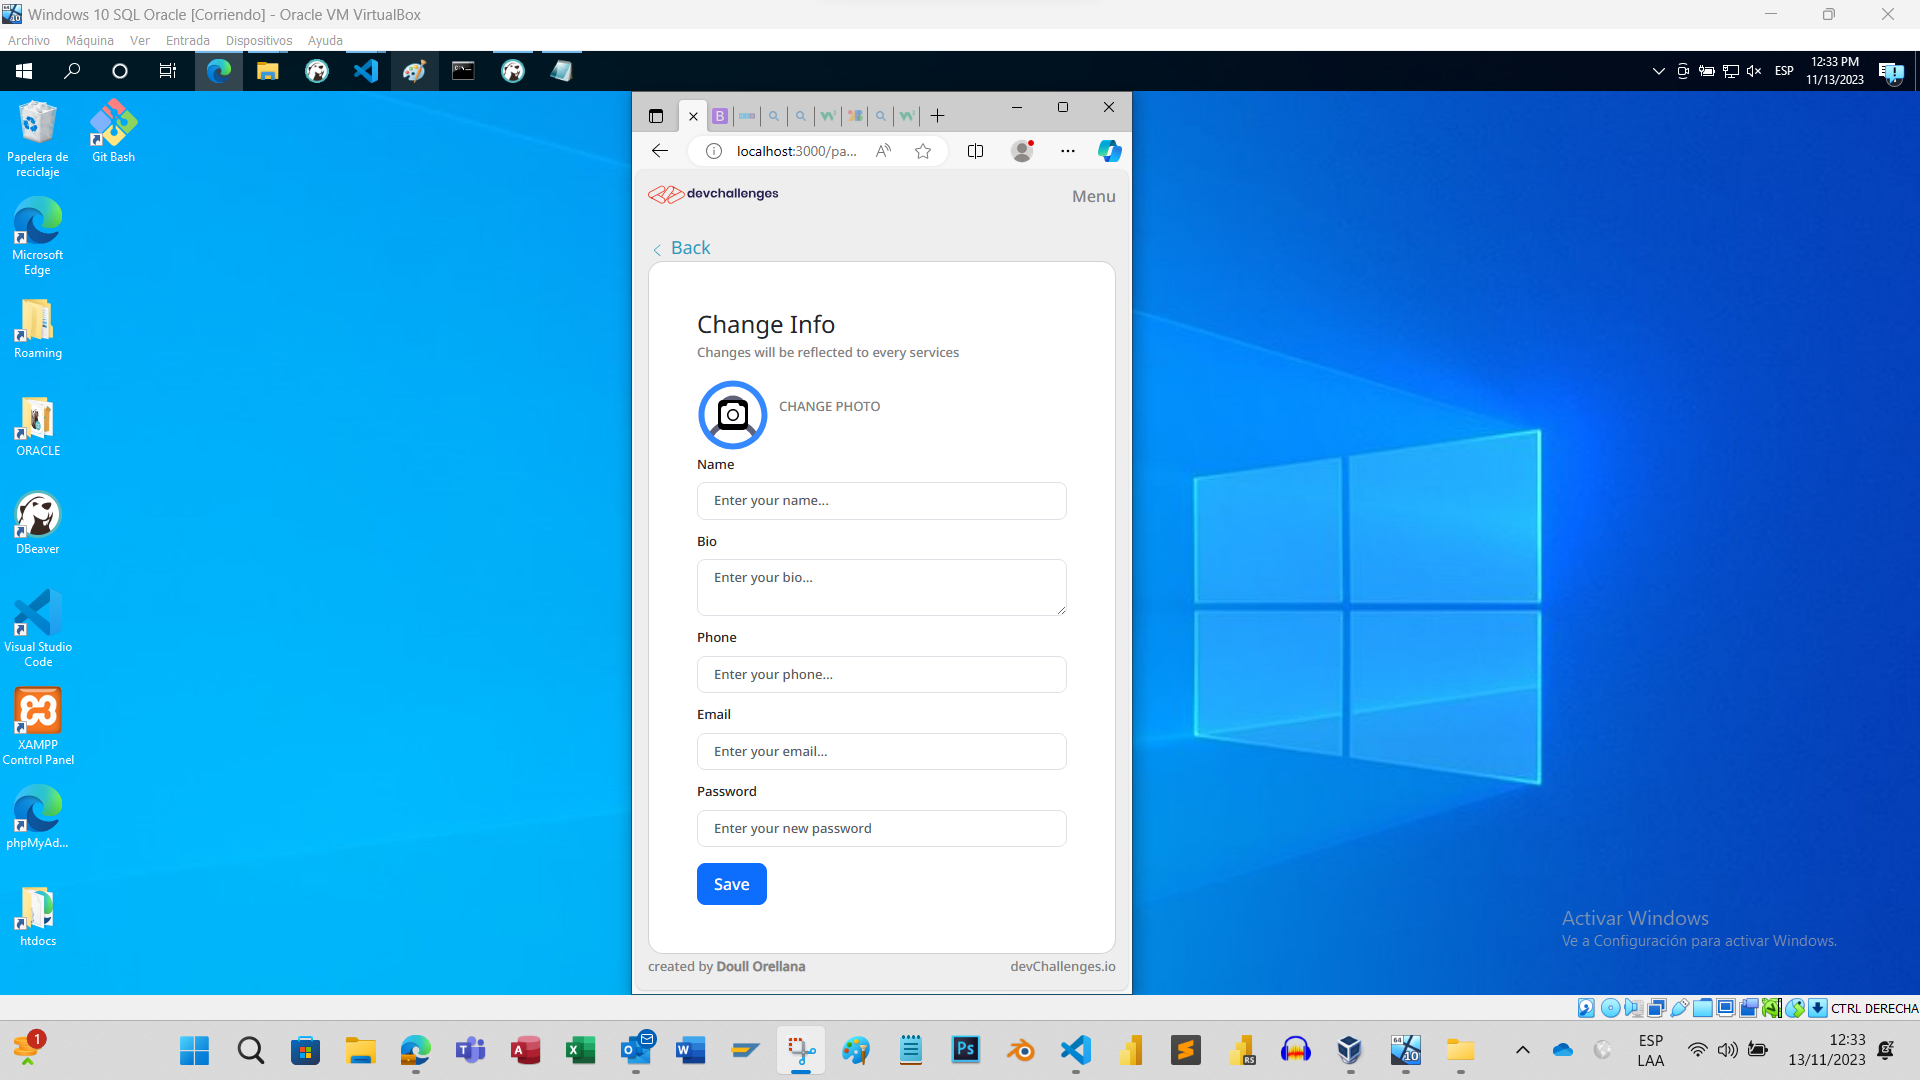 Windows 10 SQL Oracle [Corriendo] - Oracle VM VirtualBox
Archivo Máquina Ver Entrada Dispositivos Ayuda
ESP
12:33 PM
11/13/2023
Papelera de
reciclaje
Git Bash
Microsoft
Edge
Roaming
ORACLE
DBeaver
Visual Studio
Code
XAMPP
Control Panel
phpMyAd...
htdocs
localhost:3000/pa...
devchallenges
Menu
Back
Change Info
Changes will be reflected to every services
CHANGE PHOTO
Name
Enter your name...
Bio
Enter your bio...
Phone
Enter your phone...
Email
Enter your email...
Password
Enter your new password
Save
created by Doull Orellana
devChallenges.io
Activar Windows
Ve a Configuración para activar Windows.
CTRL DERECHA
1
ESP
LAA
12:33
13/11/2023